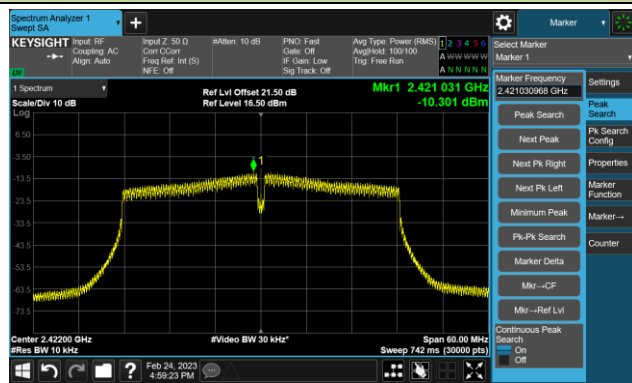 Spectrum Analyzer 1
Swept SA
Marker
KEYSIGHT
Input: RF
Coupling: AC
Align: Auto
Input Z: 50 Ω
Corr CCorr
Freq Ref: Int (S)
NFE: Off
#Atten: 10 dB
PNO: Fast
Gate: Off
IF Gain: Low
Sig Track: Off
Avg Type: Power (RMS)
Avg|Hold: 100/100
Trig: Free Run
1 2 3 4 5 6
A W W W W W
A N N N N N
LXI
Select Marker
Marker 1
1 Spectrum
Scale/Div 10 dB
Log
Ref Lvl Offset 21.50 dB
Ref Level 16.50 dBm
Mkr1 2.421 031 GHz
-10.301 dBm
1
6.50
-3.50
-13.5
-23.5
-33.5
-43.5
-53.5
-63.5
-73.5
Center 2.42200 GHz
#Res BW 10 kHz
#Video BW 30 kHz*
Span 60.00 MHz
Sweep 742 ms (30000 pts)
Marker Frequency
2.421030968 GHz
Peak Search
Next Peak
Next Pk Right
Next Pk Left
Minimum Peak
Pk-Pk Search
Marker Delta
Mkr→CF
Mkr→Ref Lvl
Continuous Peak
Search
On
Off
Settings
Peak
Search
Pk Search
Config
Properties
Marker
Function
Marker→
Counter
?
Feb 24, 2023
4:59:23 PM